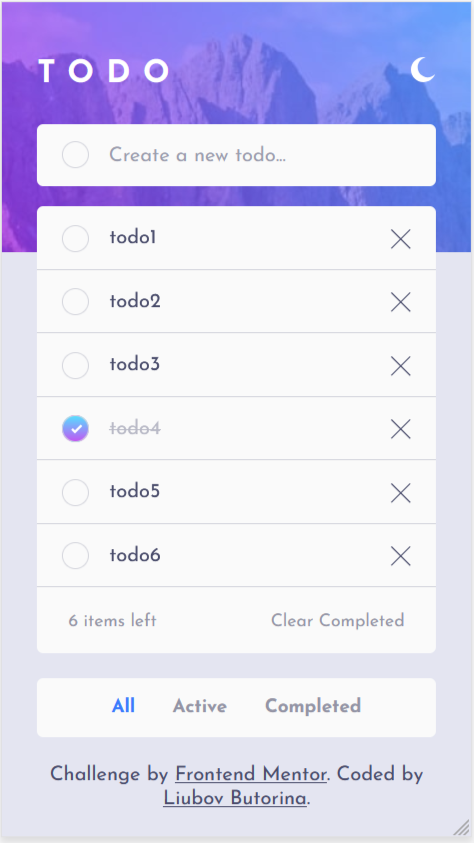 TODO
Create a new todo...
todo1
todo2
todo3
todo4
todo5
todo6
6 items left Clear Completed
All Active Completed
Challenge by Frontend Mentor. Coded by
Liubov Butorina.